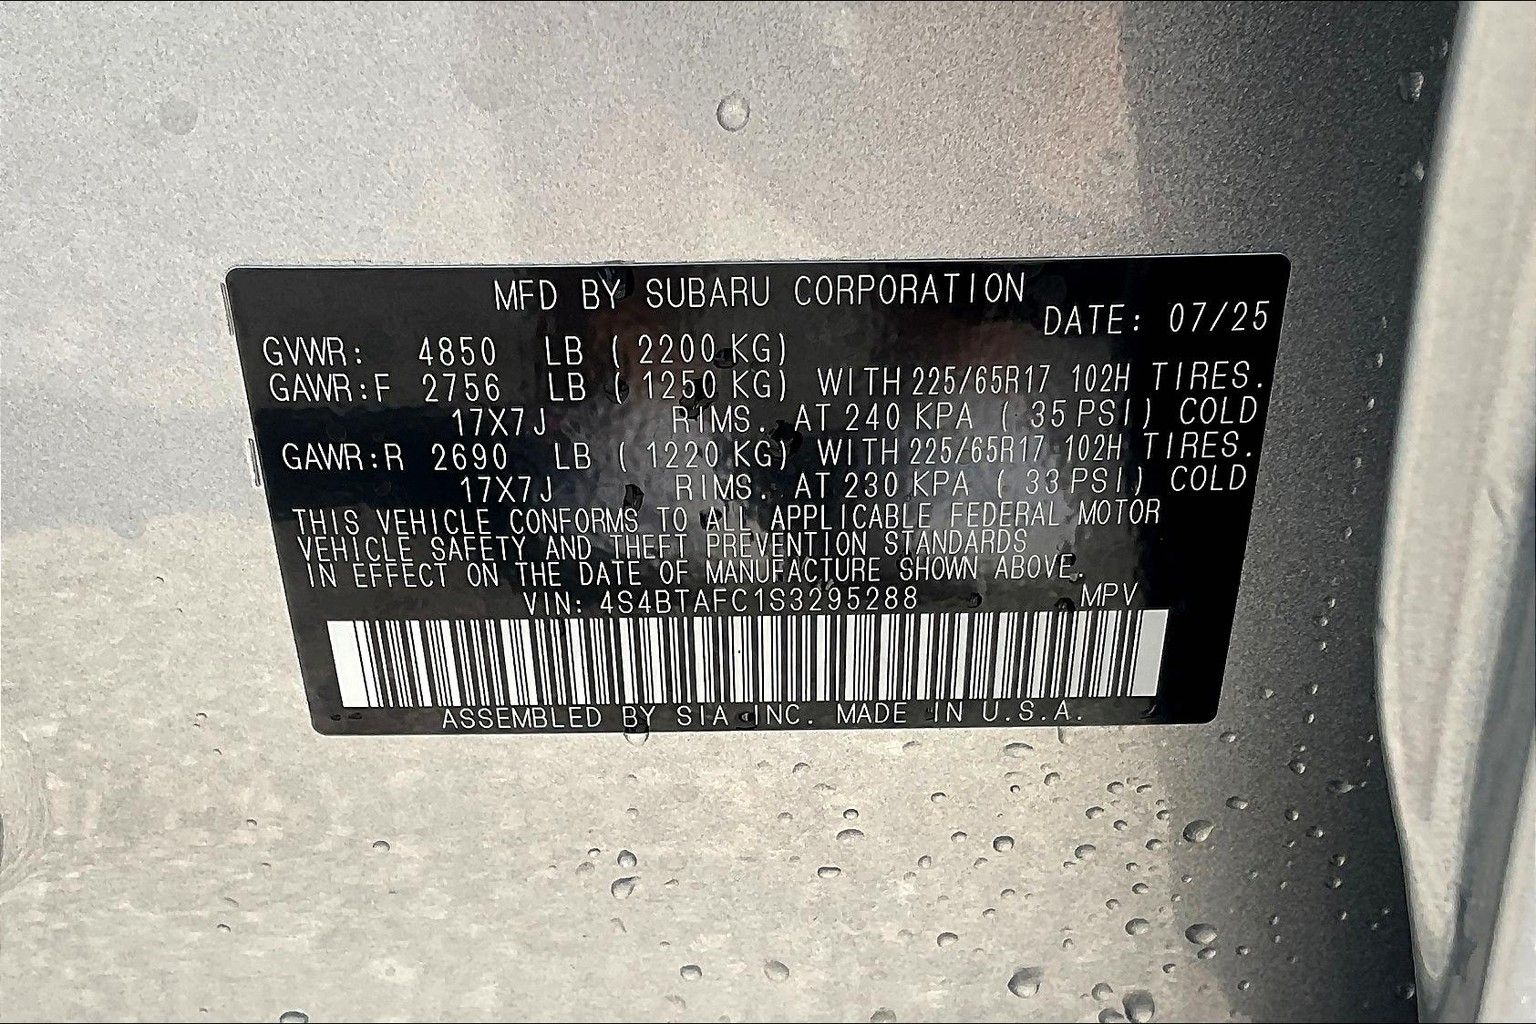 MFD BY SUBARU CORPORATION
DATE: 07/25
GVWR: 4850 LB ( 2200 KG)
GAWR:F 2756 LB ( 1250 KG) WITH 225/65R17 102H TIRES.
17X7J RIMS. AT 240 KPA ( 35 PSI) COLD
GAWR:R 2690 LB ( 1220 KG) WITH 225/65R17 102H TIRES.
17X7J RIMS. AT 230 KPA ( 33 PSI) COLD
THIS VEHICLE CONFORMS TO ALL APPLICABLE FEDERAL MOTOR
VEHICLE SAFETY AND THEFT PREVENTION STANDARDS
IN EFFECT ON THE DATE OF MANUFACTURE SHOWN ABOVE.
VIN: 4S4BTAFC1S3295288 MPV
ASSEMBLED BY SIA INC. MADE IN U.S.A.